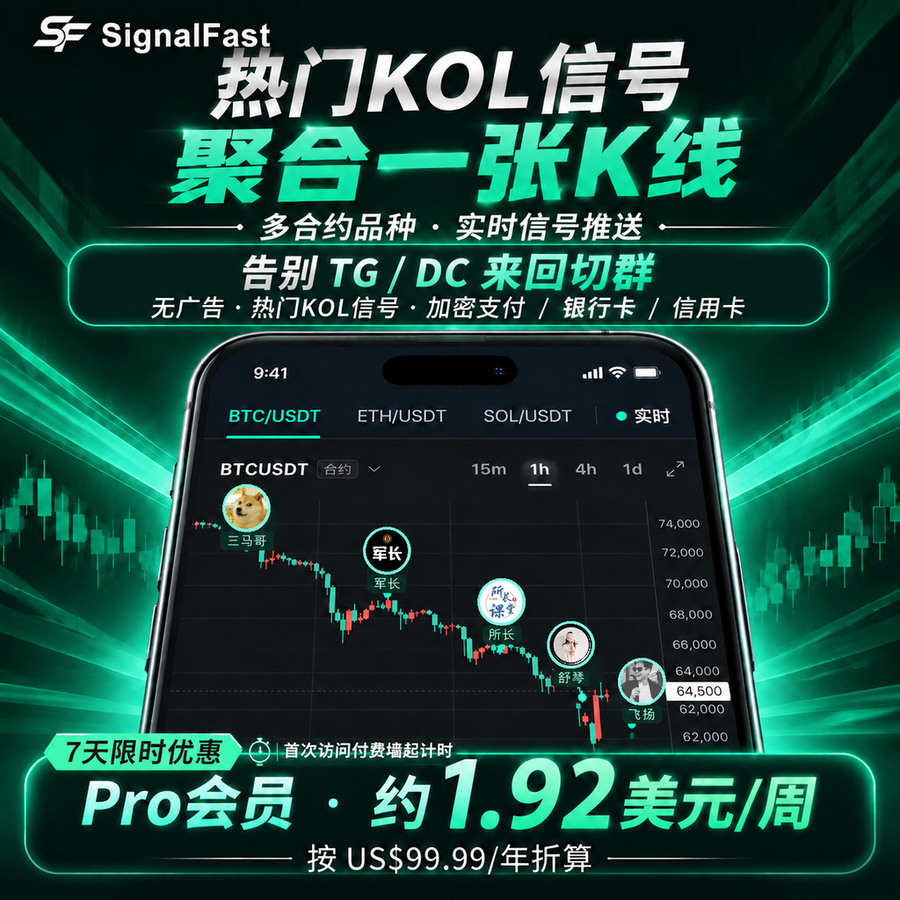 SF SignalFast
热门KOL信号
聚合一张K线
多合约品种 · 实时信号推送
告别 TG / DC 来回切群
无广告 · 热门KOL信号 · 加密支付 / 银行卡 / 信用卡
9:41
BTC/USDT ETH/USDT SOL/USDT 实时
BTCUSDT 合约 15m 1h 4h 1d
74,000
三马哥
军长
72,000
军长
70,000
所长课堂
68,000
所长
66,000
舒琴
64,000
64,500
飞扬
62,000
62,000
7天限时优惠 首次访问付费墙起计时
Pro会员 · 约1.92美元/周
按 US$99.99/年折算